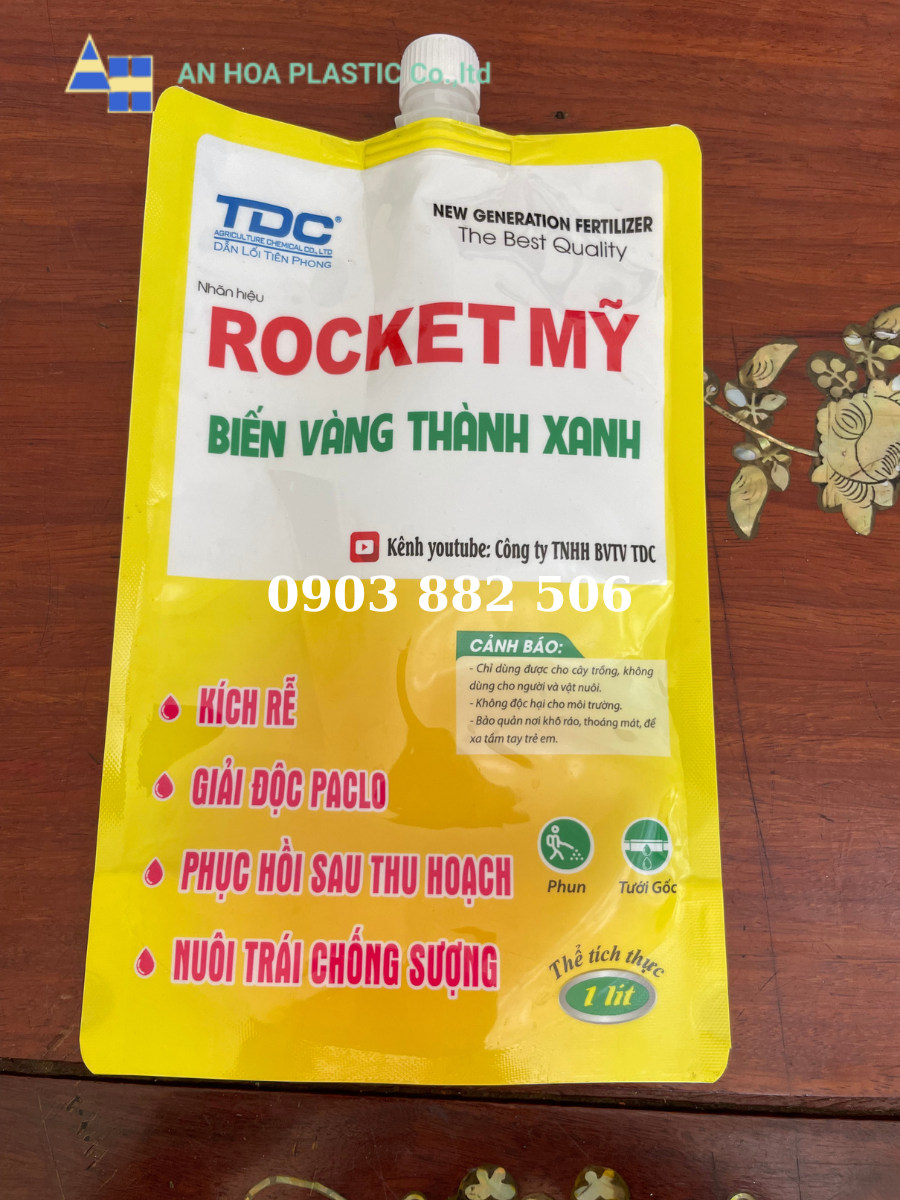 AN HOA PLASTIC Co.,ltd
TDC®
AGRICULTURE CHEMICAL CO., LTD
DẪN LỐI TIÊN PHONG
NEW GENERATION FERTILIZER
The Best Quality
Nhãn hiệu
ROCKET MỸ
BIẾN VÀNG THÀNH XANH
Kênh youtube: Công ty TNHH BVTV TDC
0903 882 506
CẢNH BÁO:
- Chỉ dùng được cho cây trồng, không
dùng cho người và vật nuôi.
- Không độc hại cho môi trường.
- Bảo quản nơi khô ráo, thoáng mát, để
xa tầm tay trẻ em.
KÍCH RỄ
GIẢI ĐỘC PACLO
PHỤC HỒI SAU THU HOẠCH
NUÔI TRÁI CHỐNG SƯỢNG
Phun
Tưới Gốc
Thể tích thực
1 lít